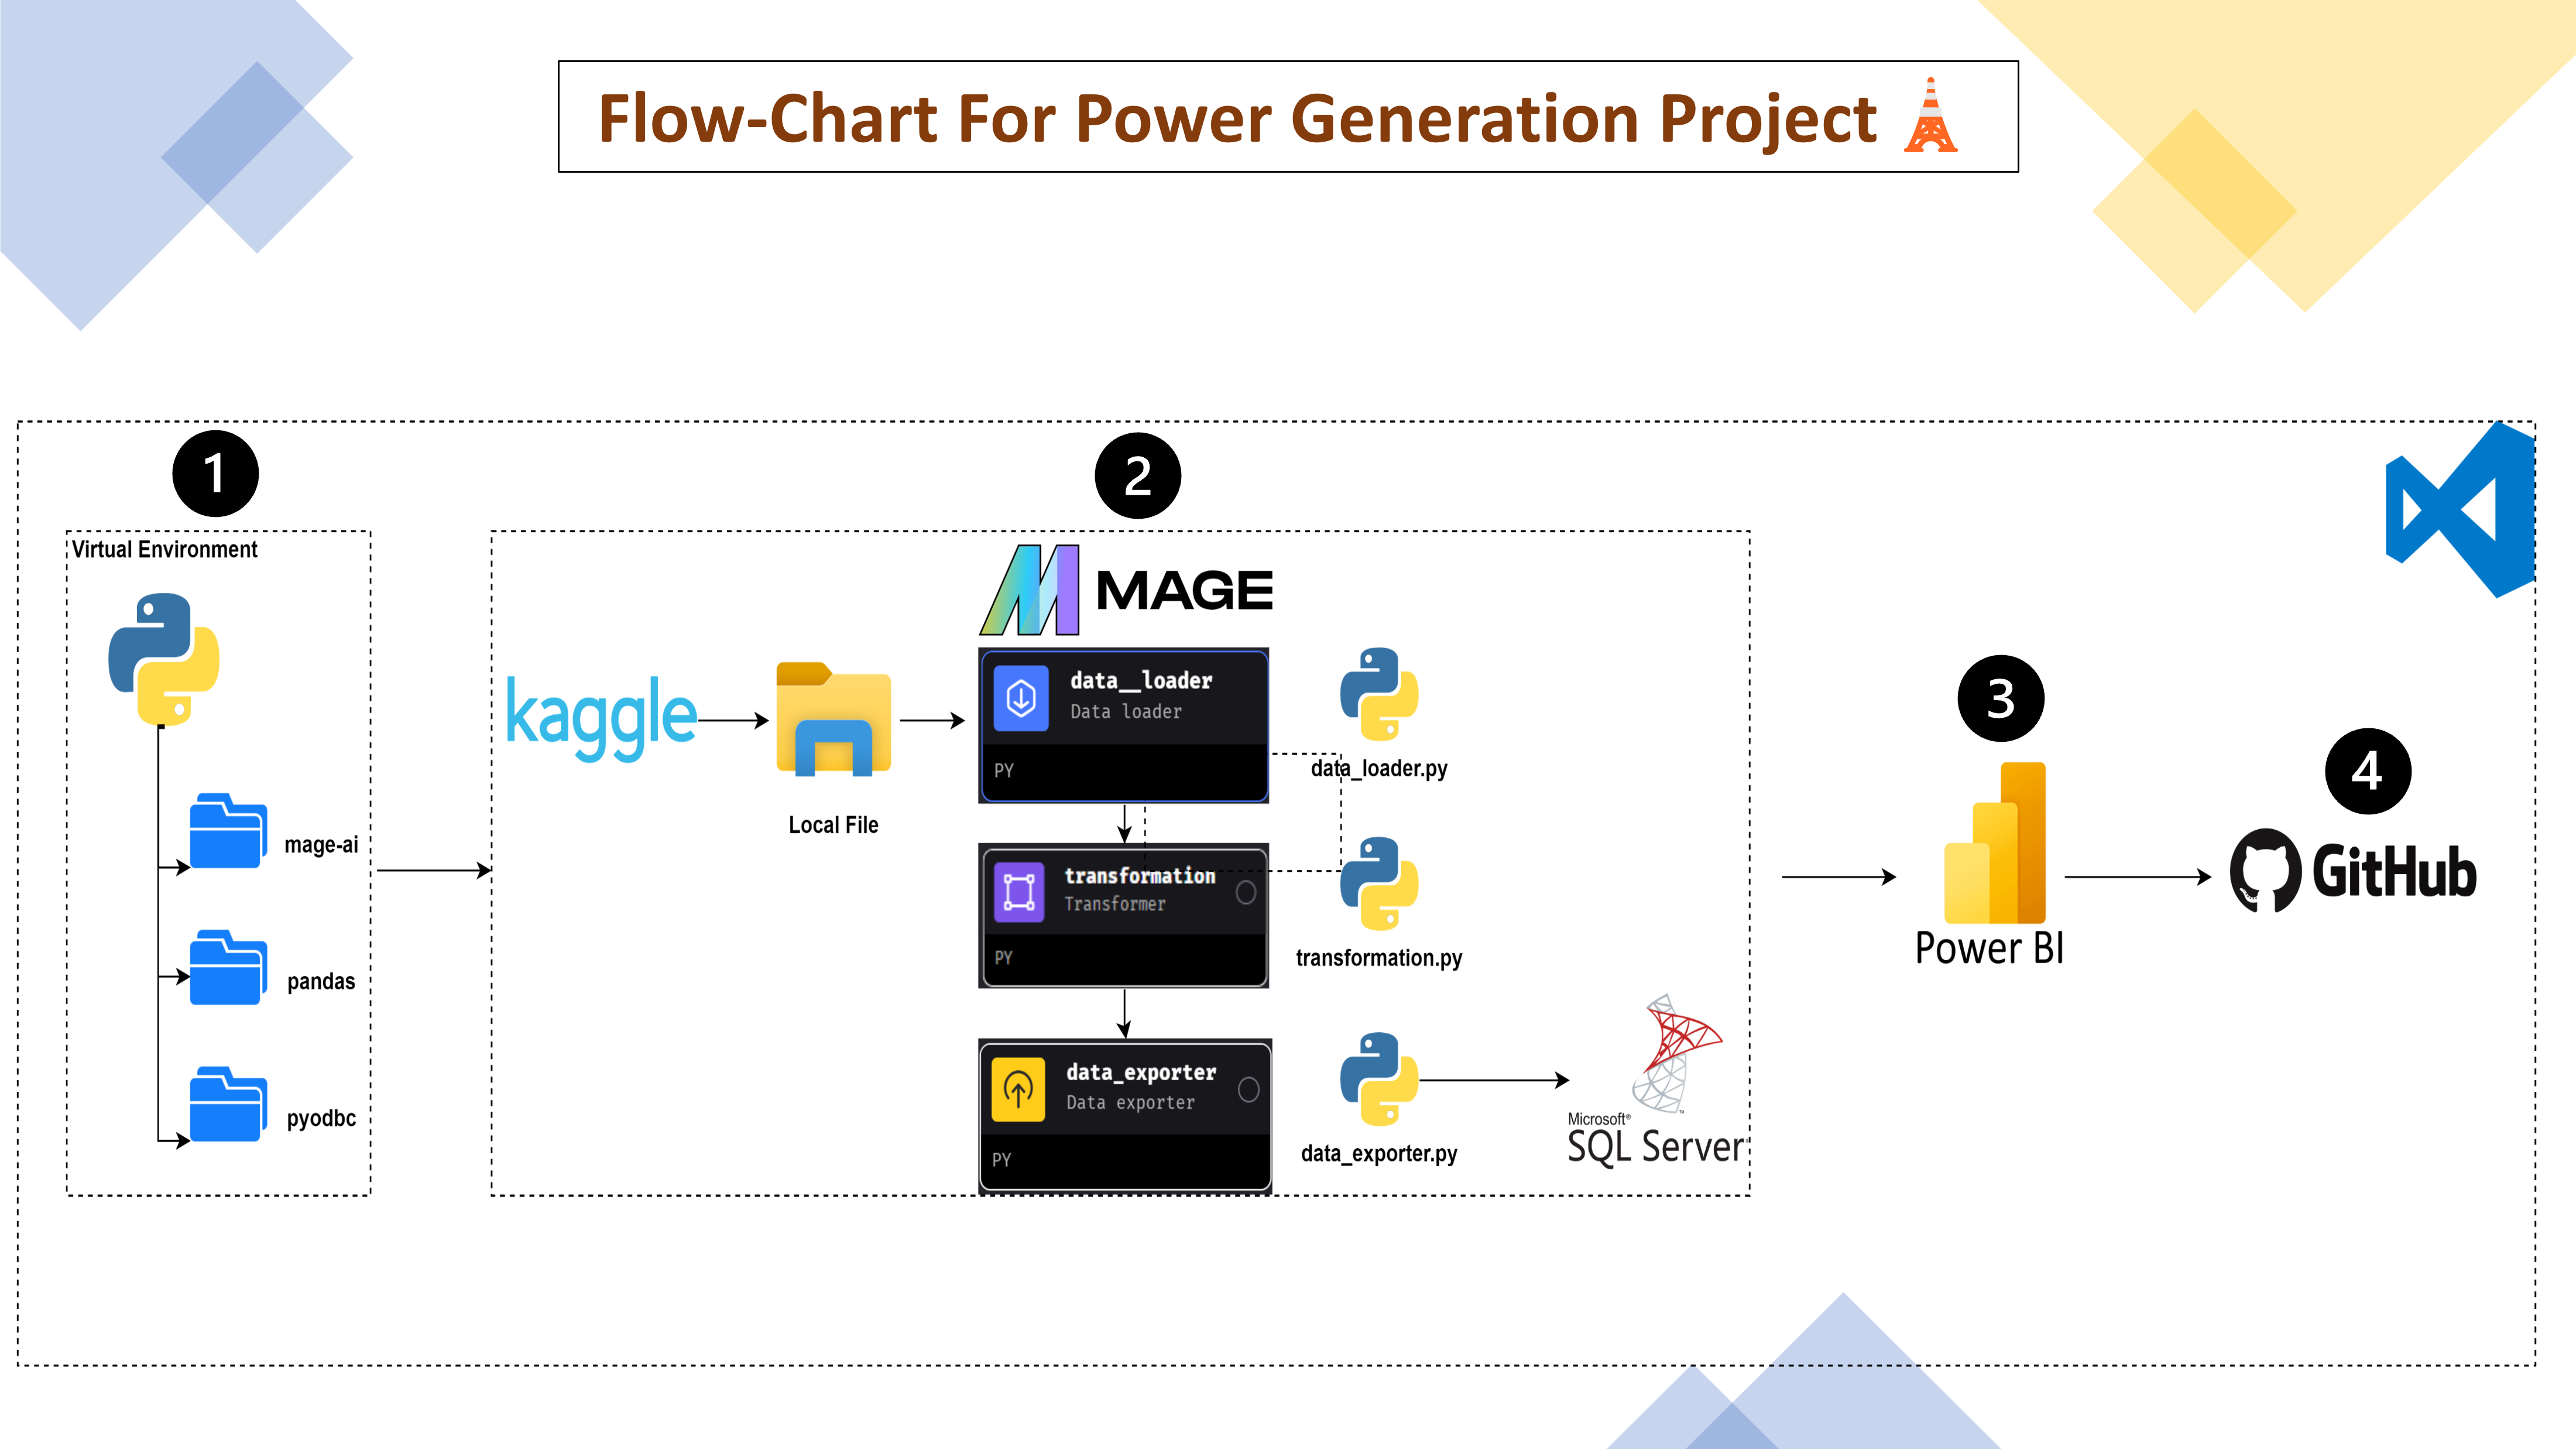 Flow-Chart For Power Generation Project
1
2
Virtual Environment
MAGE
data__loader
Data loader
PY
kaggle
data_loader.py
3
4
Local File
mage-ai
transformation
Transformer
PY
GitHub
Power BI
transformation.py
pandas
data_exporter
Data exporter
PY
pyodbc
Microsoft®
SQL Server
data_exporter.py